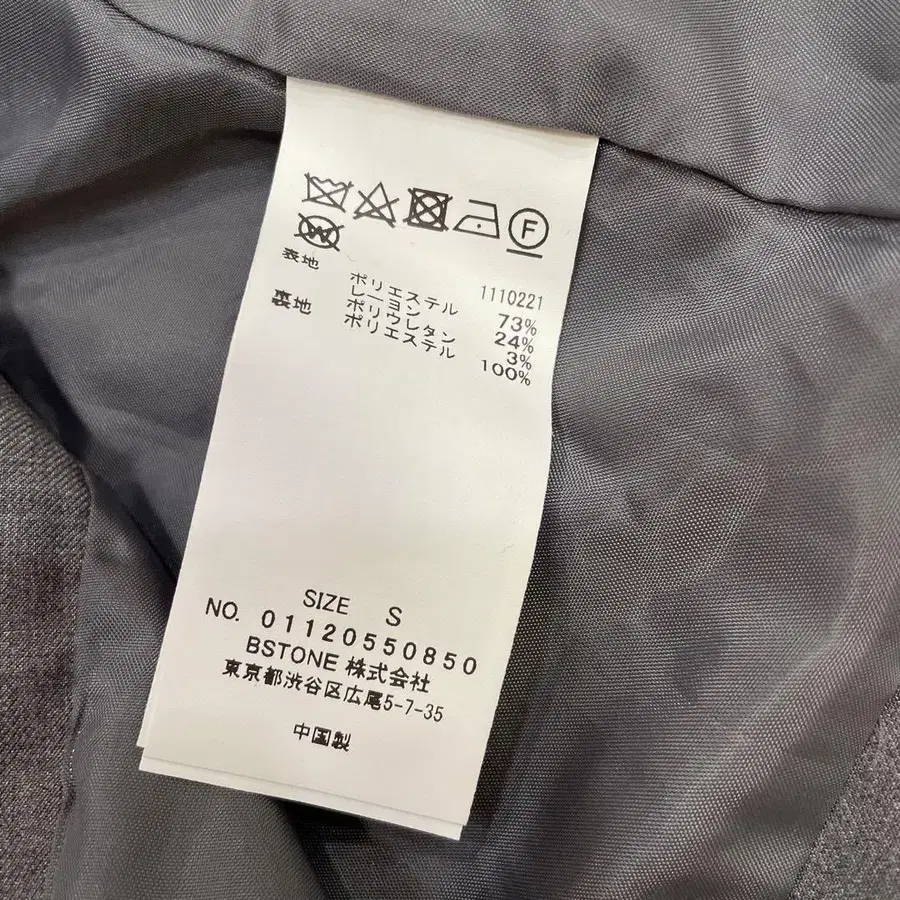 F
W
1110221
表地 ポリエステル 73%
レーヨン 24%
ポリウレタン 3%
裏地 ポリエステル 100%
SIZE S
NO. 01120550850
BSTONE 株式会社
東京都渋谷区広尾5-7-35
中国製